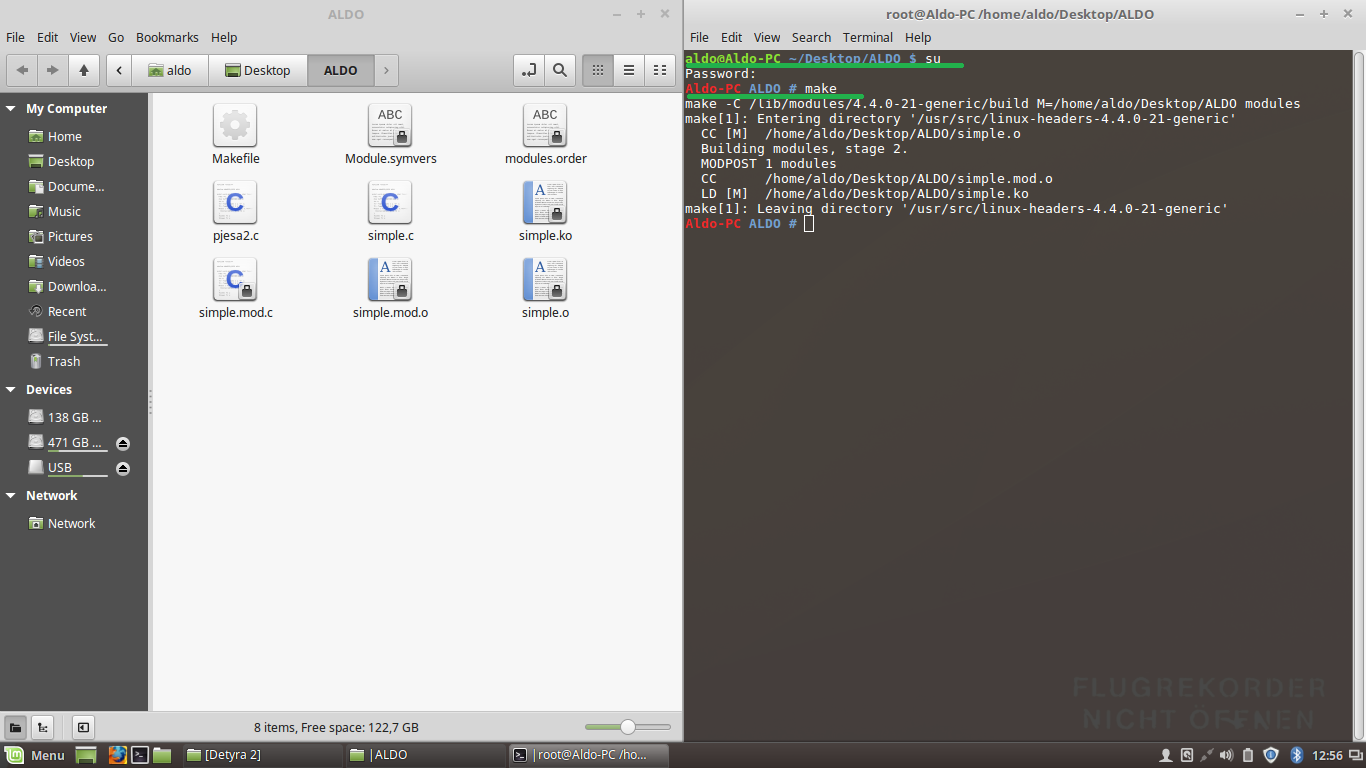 ALDO
File Edit View Go Bookmarks Help
aldo Desktop ALDO
My Computer
Home
Desktop
Docume...
Music
Pictures
Videos
Downloa...
Recent
File Syst...
Trash
Devices
138 GB ...
471 GB ...
USB
Network
Network
Makefile
ABC
Module.symvers
ABC
modules.order
C
pjesa2.c
C
simple.c
A
simple.ko
C
simple.mod.c
A
simple.mod.o
A
simple.o
8 items, Free space: 122,7 GB
root@Aldo-PC /home/aldo/Desktop/ALDO
File Edit View Search Terminal Help
aldo@Aldo-PC ~/Desktop/ALDO $ su
Password:
Aldo-PC ALDO # make
make -C /lib/modules/4.4.0-21-generic/build M=/home/aldo/Desktop/ALDO modules
make[1]: Entering directory '/usr/src/linux-headers-4.4.0-21-generic'
CC [M] /home/aldo/Desktop/ALDO/simple.o
Building modules, stage 2.
MODPOST 1 modules
CC /home/aldo/Desktop/ALDO/simple.mod.o
LD [M] /home/aldo/Desktop/ALDO/simple.ko
make[1]: Leaving directory '/usr/src/linux-headers-4.4.0-21-generic'
Aldo-PC ALDO #
FLUGREKORDER
NICHT ÖFFNEN
Menu [Detyra 2] |ALDO |root@Aldo-PC /ho... 12:56